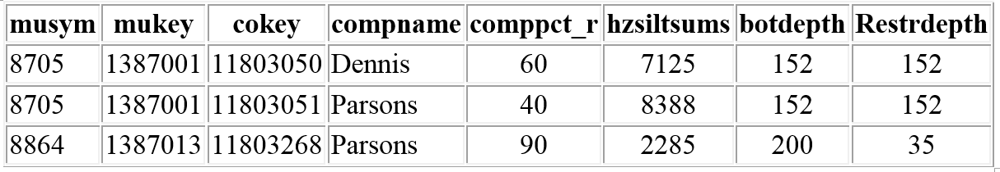 musym mukey cokey compname comppct_r hzsiltsums botdepth Restrdepth
8705 1387001 11803050 Dennis 60 7125 152 152
8705 1387001 11803051 Parsons 40 8388 152 152
8864 1387013 11803268 Parsons 90 2285 200 35